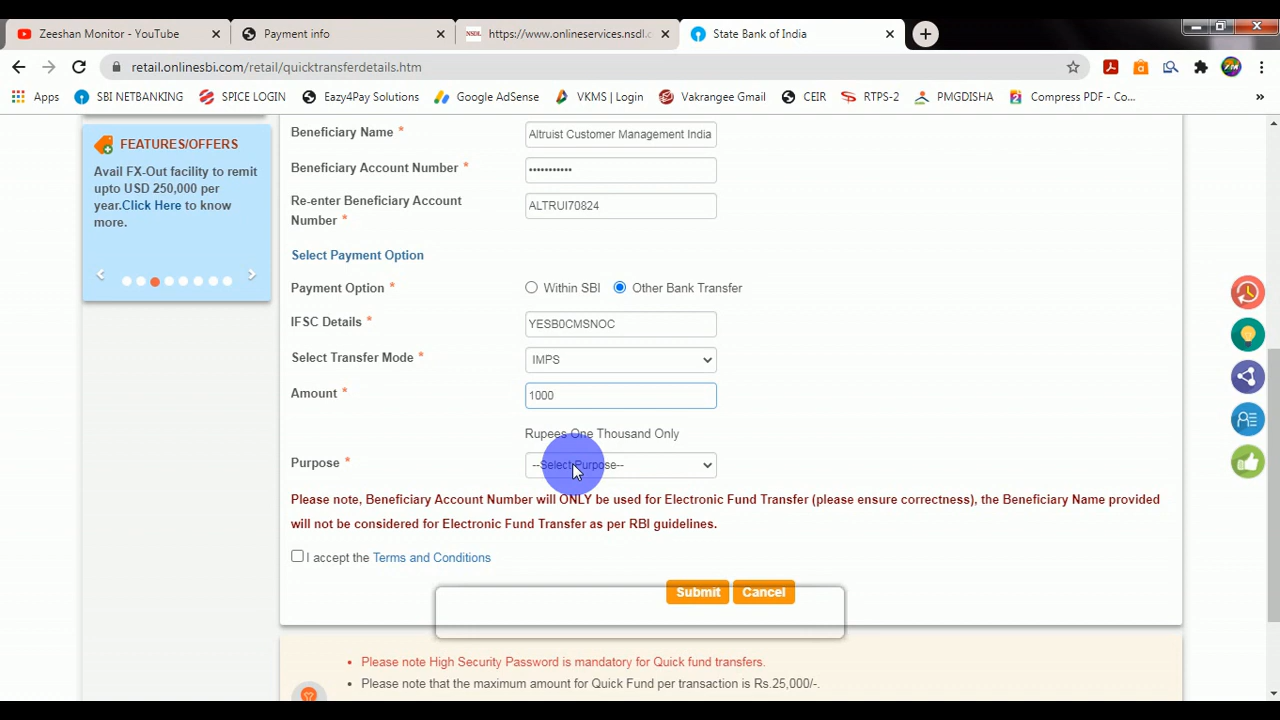 Zeeshan Monitor - YouTube
Payment info
https://www.onlineservices.nsdl.c
State Bank of India
retail.onlinesbi.com/retail/quicktransferdetails.htm
Apps
SBI NETBANKING
SPICE LOGIN
Eazy4Pay Solutions
Google AdSense
VKMS | Login
Vakrangee Gmail
CEIR
RTPS-2
PMGDISHA
Compress PDF - Co...
»
FEATURES/OFFERS
Avail FX-Out facility to remit
upto USD 250,000 per
year.Click Here to know
more.
Beneficiary Name *
Altruist Customer Management India
Beneficiary Account Number *
•••••••••••
Re-enter Beneficiary Account
Number *
ALTRUI70824
Select Payment Option
Payment Option *
Within SBI
Other Bank Transfer
IFSC Details *
YESB0CMSNOC
Select Transfer Mode *
IMPS
Amount *
1000
Rupees One Thousand Only
Purpose *
--Select Purpose--
Please note, Beneficiary Account Number will ONLY be used for Electronic Fund Transfer (please ensure correctness), the Beneficiary Name provided
will not be considered for Electronic Fund Transfer as per RBI guidelines.
I accept the Terms and Conditions
Submit
Cancel
• Please note High Security Password is mandatory for Quick fund transfers.
• Please note that the maximum amount for Quick Fund per transaction is Rs.25,000/-.